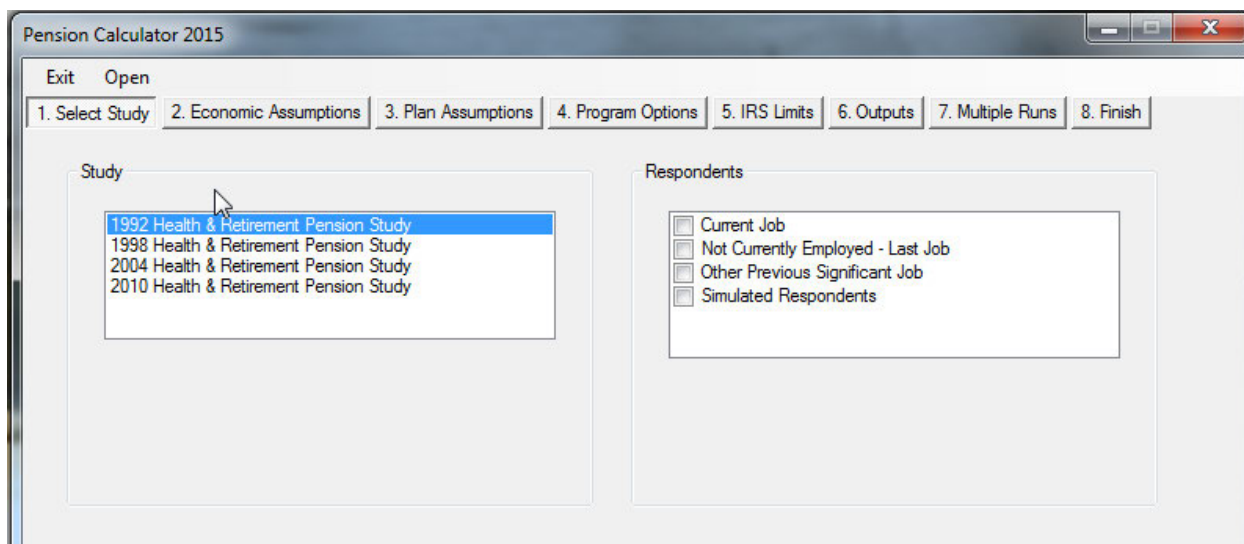 Pension Calculator 2015
Exit Open
1. Select Study 2. Economic Assumptions 3. Plan Assumptions 4. Program Options 5. IRS Limits 6. Outputs 7. Multiple Runs 8. Finish
Study
1992 Health & Retirement Pension Study
1998 Health & Retirement Pension Study
2004 Health & Retirement Pension Study
2010 Health & Retirement Pension Study
Respondents
Current Job
Not Currently Employed - Last Job
Other Previous Significant Job
Simulated Respondents